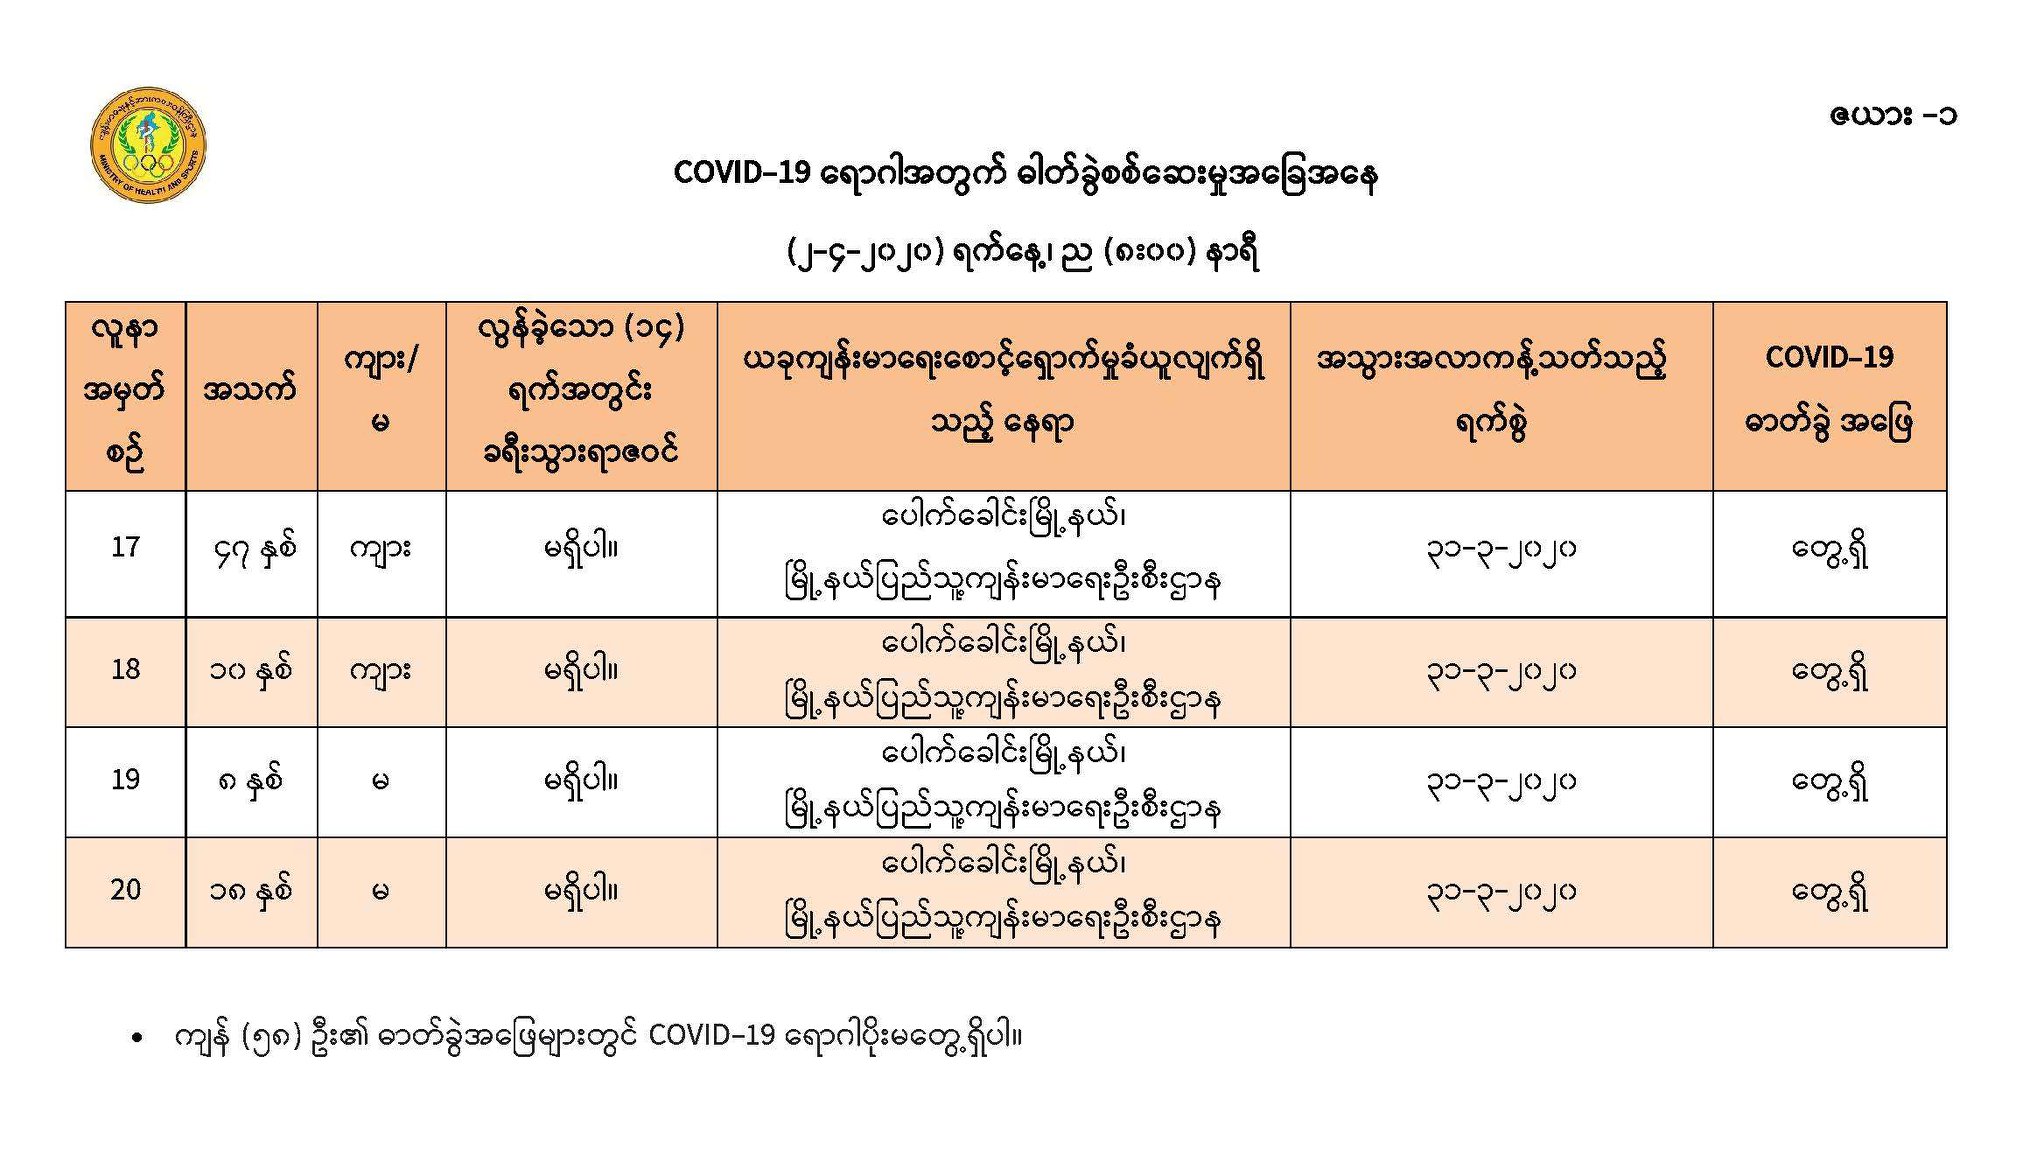 ကျန်းမာရေးနှင့်အားကစားဝန်ကြီးဌာန
MINISTRY OF HEALTH AND SPORTS
ဇယား -၁
COVID-19 ရောဂါအတွက် ဓါတ်ခွဲစစ်ဆေးမှုအခြေအနေ
(၂-၄-၂၀၂၀) ရက်နေ့၊ ည (၈း၀၀) နာရီ
လူနာ
အမှတ်
စဉ်
အသက်
ကျား/
မ
လွန်ခဲ့သော (၁၄)
ရက်အတွင်း
ခရီးသွားရာဇဝင်
ယခုကျန်းမာရေးစောင့်ရှောက်မှုခံယူလျက်ရှိ
သည့် နေရာ
အသွားအလာကန့်သတ်သည့်
ရက်စွဲ
COVID-19
ဓာတ်ခွဲ အဖြေ
17 ၄၇ နှစ် ကျား မရှိပါ။ ပေါက်ခေါင်းမြို့နယ်၊
မြို့နယ်ပြည်သူ့ကျန်းမာရေးဦးစီးဌာန ၃၁-၃-၂၀၂၀ တွေ့ရှိ
18 ၁၀ နှစ် ကျား မရှိပါ။ ပေါက်ခေါင်းမြို့နယ်၊
မြို့နယ်ပြည်သူ့ကျန်းမာရေးဦးစီးဌာန ၃၁-၃-၂၀၂၀ တွေ့ရှိ
19 ၈ နှစ် မ မရှိပါ။ ပေါက်ခေါင်းမြို့နယ်၊
မြို့နယ်ပြည်သူ့ကျန်းမာရေးဦးစီးဌာန ၃၁-၃-၂၀၂၀ တွေ့ရှိ
20 ၁၈ နှစ် မ မရှိပါ။ ပေါက်ခေါင်းမြို့နယ်၊
မြို့နယ်ပြည်သူ့ကျန်းမာရေးဦးစီးဌာန ၃၁-၃-၂၀၂၀ တွေ့ရှိ
• ကျန် (၅၈) ဦး၏ ဓာတ်ခွဲအဖြေများတွင် COVID-19 ရောဂါပိုးမတွေ့ရှိပါ။